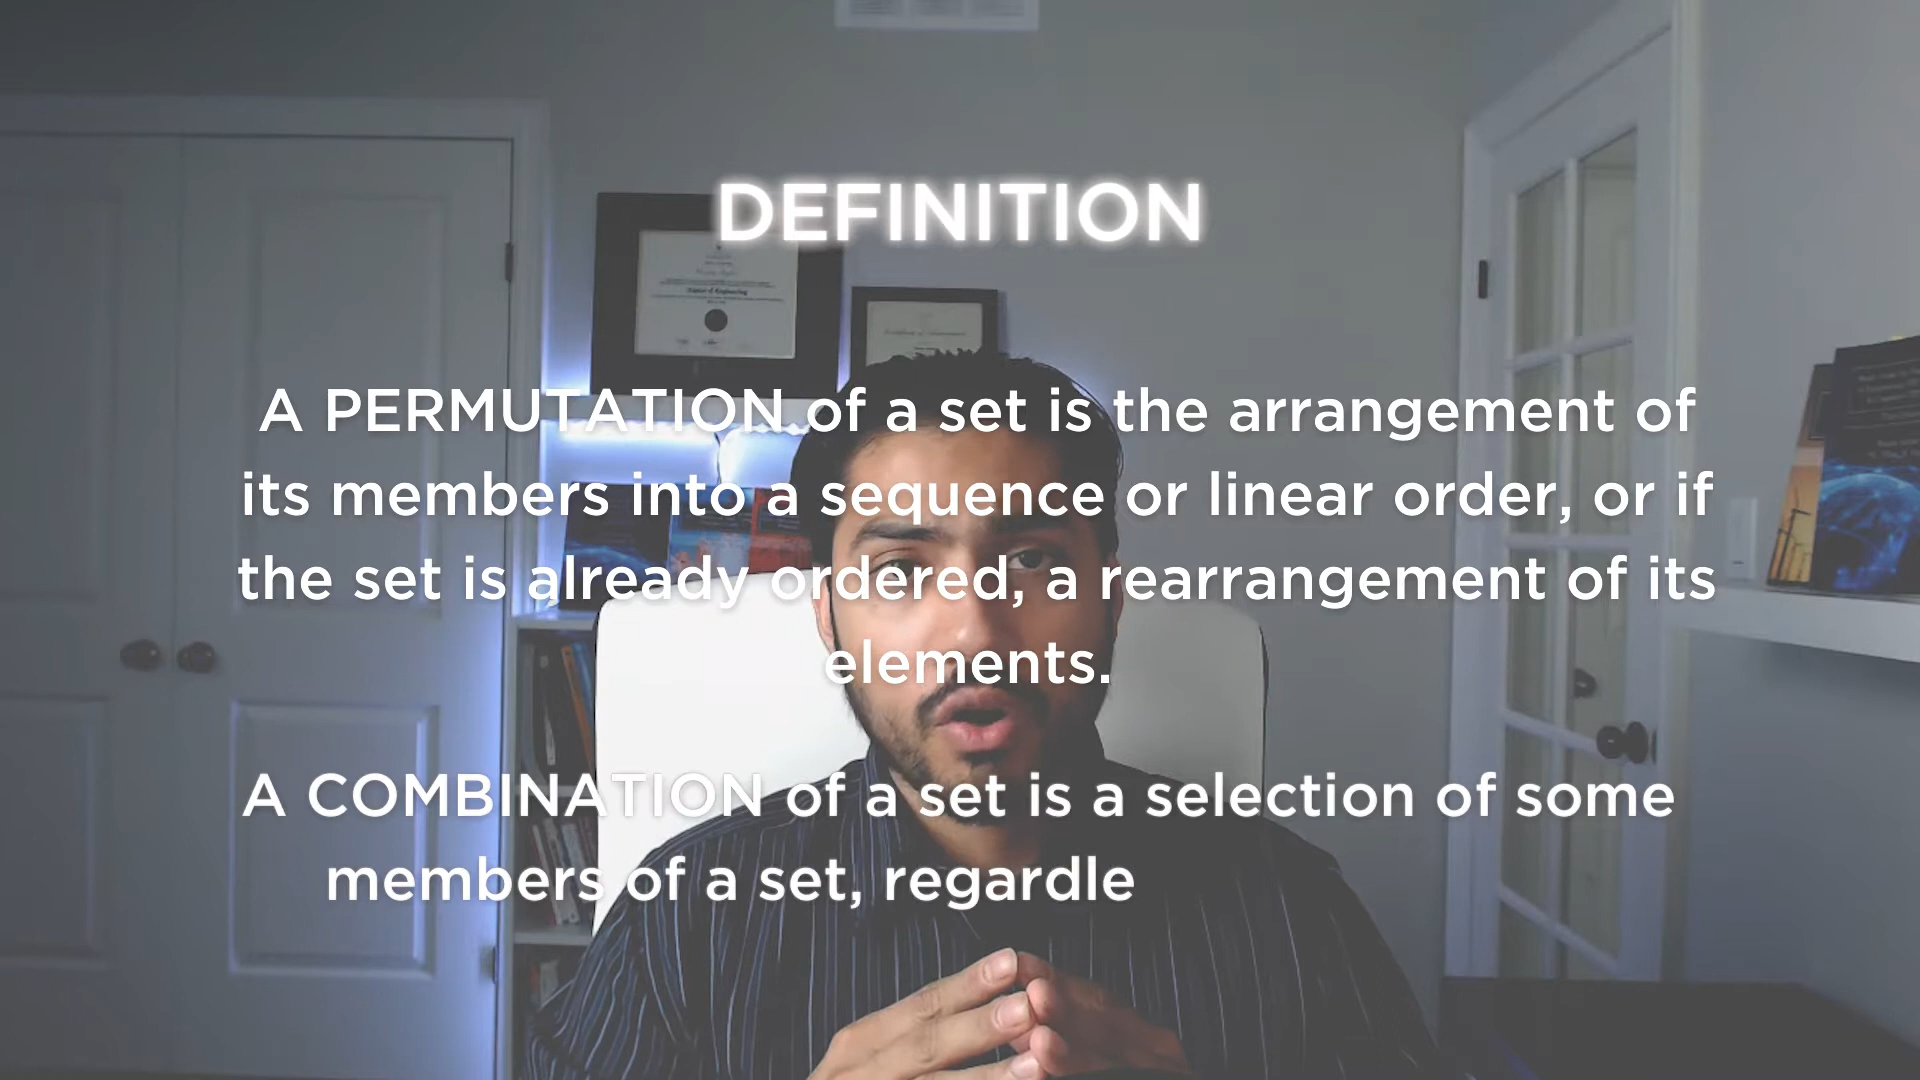 DEFINITION
A PERMUTATION of a set is the arrangement of
its members into a sequence or linear order, or if
the set is already ordered, a rearrangement of its
elements.
A COMBINATION of a set is a selection of some
members of a set, regardle